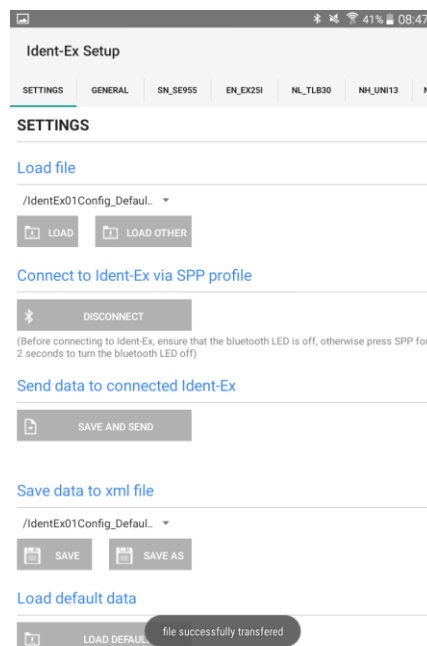 41% 08:47
Ident-Ex Setup
SETTINGS GENERAL SN_SE955 EN_EX25I NL_TLB30 NH_UNI13
SETTINGS
Load file
/IdentEx01Config_Defaul..
LOAD LOAD OTHER
Connect to Ident-Ex via SPP profile
DISCONNECT
(Before connecting to Ident-Ex, ensure that the bluetooth LED is off, otherwise press SPP for
2 seconds to turn the bluetooth LED off)
Send data to connected Ident-Ex
SAVE AND SEND
Save data to xml file
/IdentEx01Config_Defaul..
SAVE SAVE AS
Load default data
LOAD DEFAUL
file successfully transfered